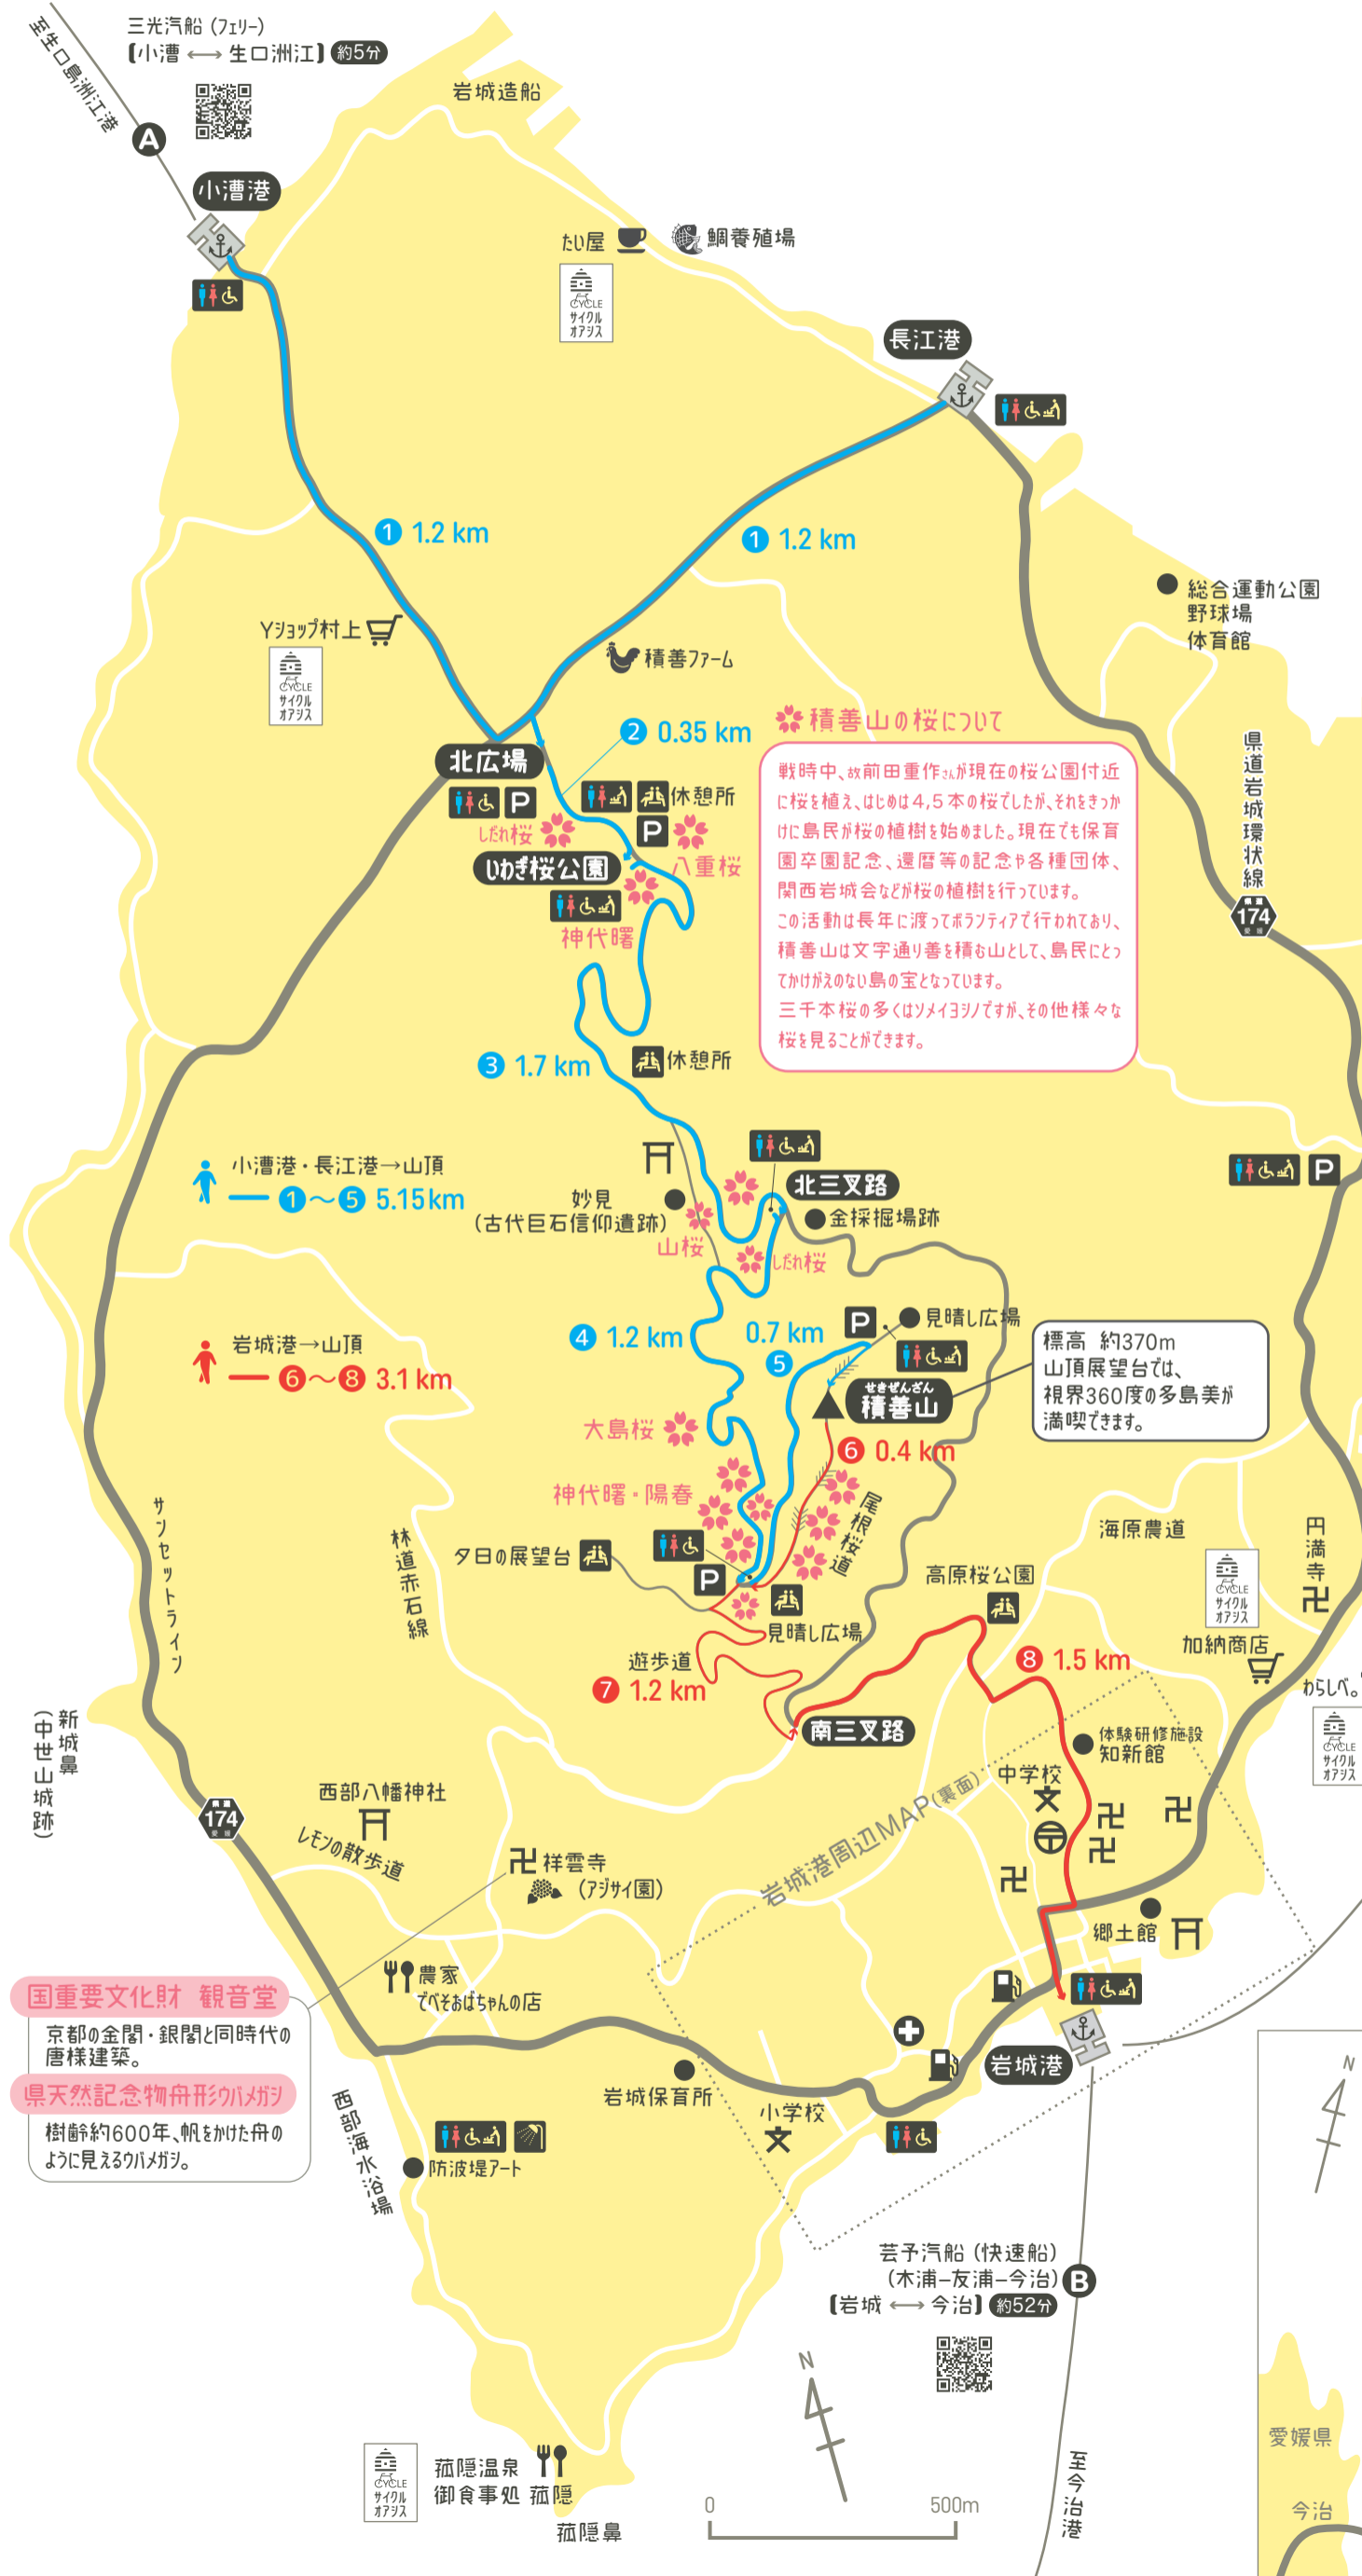 三光汽船（フェリー）
【小漕 ⟷ 生口洲江】 約5分
至生口島洲江港
A
小漕港
岩城造船
たい屋
鯛養殖場
CYCLE
サイクル
オアシス
長江港
1 1.2 km
1 1.2 km
総合運動公園
野球場
体育館
Yショップ村上
CYCLE
サイクル
オアシス
積善ファーム
2 0.35 km
北広場
P
休憩所
P
しだれ桜
八重桜
いわぎ桜公園
神代曙
積善山の桜について
戦時中、故前田重作さんが現在の桜公園付近
に桜を植え、はじめは4,5本の桜でしたが、それをきっか
けに島民が桜の植樹を始めました。現在でも保育
園卒園記念、還暦等の記念や各種団体、
関西岩城会などが桜の植樹を行っています。
この活動は長年に渡ってボランティアで行われており、
積善山は文字通り善を積む山として、島民にとっ
てかけがえのない島の宝となっています。
三千本桜の多くはソメイヨシノですが、その他様々な
桜を見ることができます。
県道岩城環状線
県道
174
愛媛
3 1.7 km
休憩所
小漕港・長江港→山頂
1～5 5.15km
妙見
（古代巨石信仰遺跡）
山桜
北三叉路
金採掘場跡
しだれ桜
P
岩城港→山頂
6～8 3.1 km
4 1.2 km
0.7 km
5
P
見晴し広場
せきぜんざん
積善山
標高 約370m
山頂展望台では、
視界360度の多島美が
満喫できます。
大島桜
6 0.4 km
神代曙・陽春
尾根桜道
夕日の展望台
P
見晴し広場
遊歩道
7 1.2 km
南三叉路
高原桜公園
8 1.5 km
海原農道
CYCLE
サイクル
オアシス
加納商店
円満寺
卍
わらしべ。
CYCLE
サイクル
オアシス
サンセットライン
林道赤石線
新城鼻
（中世山城跡）
県道
174
愛媛
西部八幡神社
レモンの散歩道
卍 祥雲寺
（アジサイ園）
体験研修施設
知新館
中学校
文
卍
卍
卍
卍
岩城港周辺MAP（裏面）
郷土館
国重要文化財 観音堂
京都の金閣・銀閣と同時代の
唐様建築。
県天然記念物舟形ウバメガシ
樹齢約600年、帆をかけた舟の
ように見えるウバメガシ。
農家
でべそおばちゃんの店
岩城港
岩城保育所
小学校
文
西部海水浴場
防波堤アート
芸予汽船（快速船）
（木浦−友浦−今治）
【岩城 ⟷ 今治】 約52分
B
至今治港
CYCLE
サイクル
オアシス
菰隠温泉
御食事処 菰隠
菰隠鼻
N
0 500m
N
愛媛県
今治